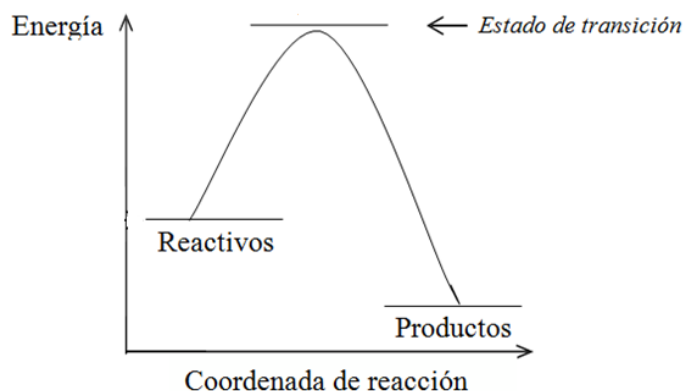 Energía
Estado de transición
Reactivos
Productos
Coordenada de reacción